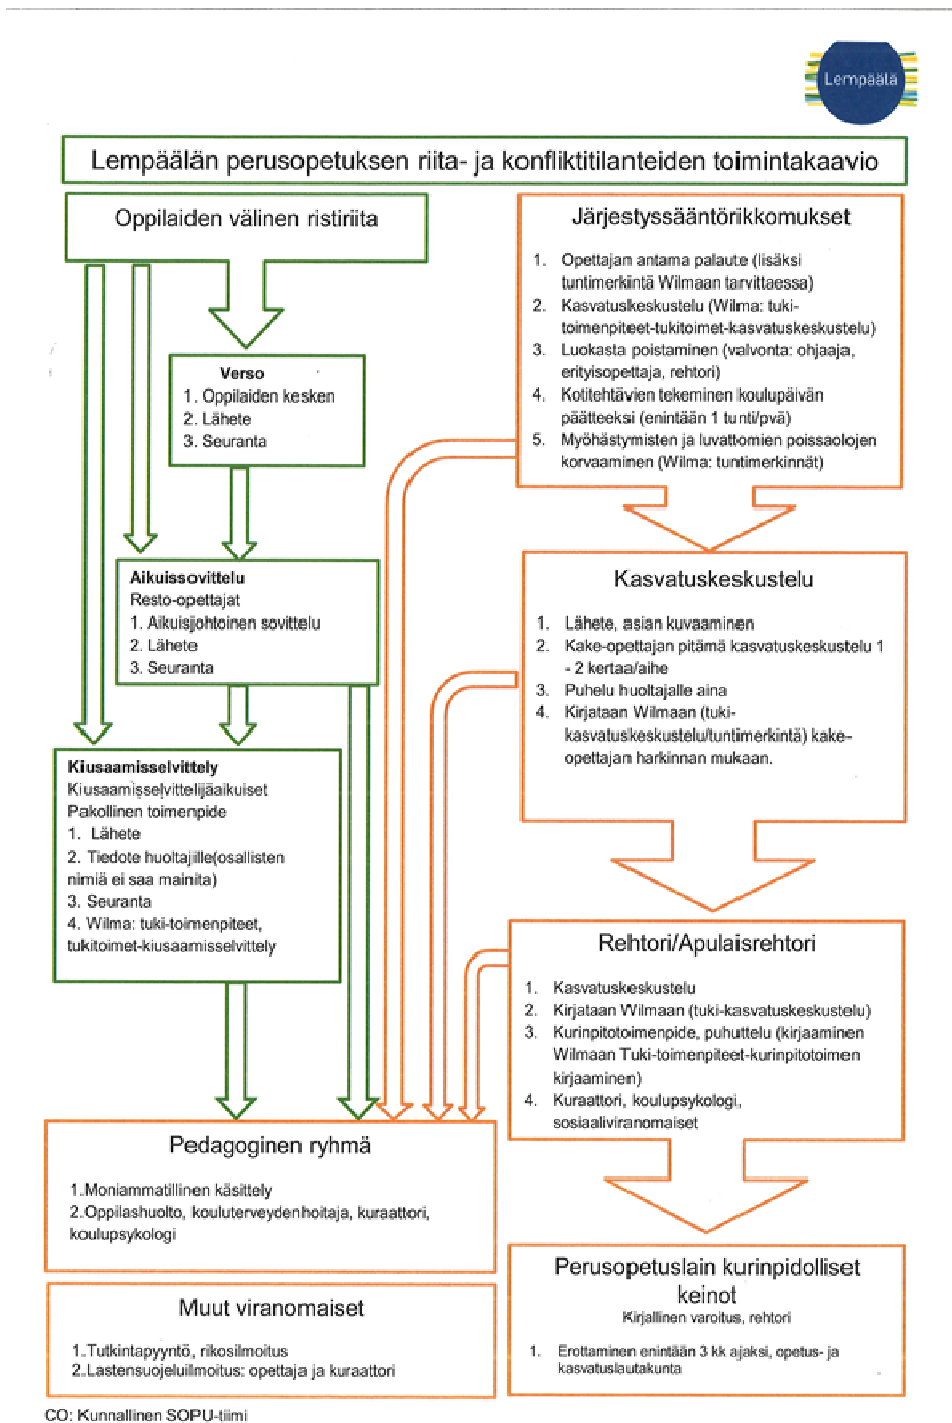 Lempäälä
Lempäälän perusopetuksen riita- ja konfliktitilanteiden toimintakaavio
Oppilaiden välinen ristiriita
Verso
1. Oppilaiden kesken
2. Lähete
3. Seuranta
Aikuissovittelu
Resto-opettajat
1. Aikuisjohtoinen sovittelu
2. Lähete
3. Seuranta
Kiusaamisselvittely
Kiusaamisselvittelijäaikuiset
Pakollinen toimenpide
1. Lähete
2. Tiedote huoltajille(osallisten
nimiä ei saa mainita)
3. Seuranta
4. Wilma: tuki-toimenpiteet,
tukitoimet-kiusaamisselvittely
Järjestyssääntörikkomukset
1. Opettajan antama palaute (lisäksi
tuntimerkintä Wilmaan tarvittaessa)
2. Kasvatuskeskustelu (Wilma: tuki-
toimenpiteet-tukitoimet-kasvatuskeskustelu)
3. Luokasta poistaminen (valvonta: ohjaaja,
erityisopettaja, rehtori)
4. Kotitehtävien tekeminen koulupäivän
päätteeksi (enintään 1 tunti/pvä)
5. Myöhästymisten ja luvattomien poissaolojen
korvaaminen (Wilma: tuntimerkinnät)
Kasvatuskeskustelu
1. Lähete, asian kuvaaminen
2. Kake-opettajan pitämä kasvatuskeskustelu 1
- 2 kertaa/aihe
3. Puhelu huoltajalle aina
4. Kirjataan Wilmaan (tuki-
kasvatuskeskustelu/tuntimerkintä) kake-
opettajan harkinnan mukaan.
Rehtori/Apulaisrehtori
1. Kasvatuskeskustelu
2. Kirjataan Wilmaan (tuki-kasvatuskeskustelu)
3. Kurinpitotoimenpide, puhuttelu (kirjaaminen
Wilmaan Tuki-toimenpiteet-kurinpitotoimen
kirjaaminen)
4. Kuraattori, koulupsykologi,
sosiaaliviranomaiset
Pedagoginen ryhmä
1.Moniammatillinen käsittely
2.Oppilashuolto, kouluterveydenhoitaja, kuraattori,
koulupsykologi
Muut viranomaiset
1.Tutkintapyyntö, rikosilmoitus
2.Lastensuojeluilmoitus: opettaja ja kuraattori
Perusopetuslain kurinpidolliset
keinot
Kirjallinen varoitus, rehtori
1. Erottaminen enintään 3 kk ajaksi, opetus- ja
kasvatuslautakunta
CO: Kunnallinen SOPU-tiimi